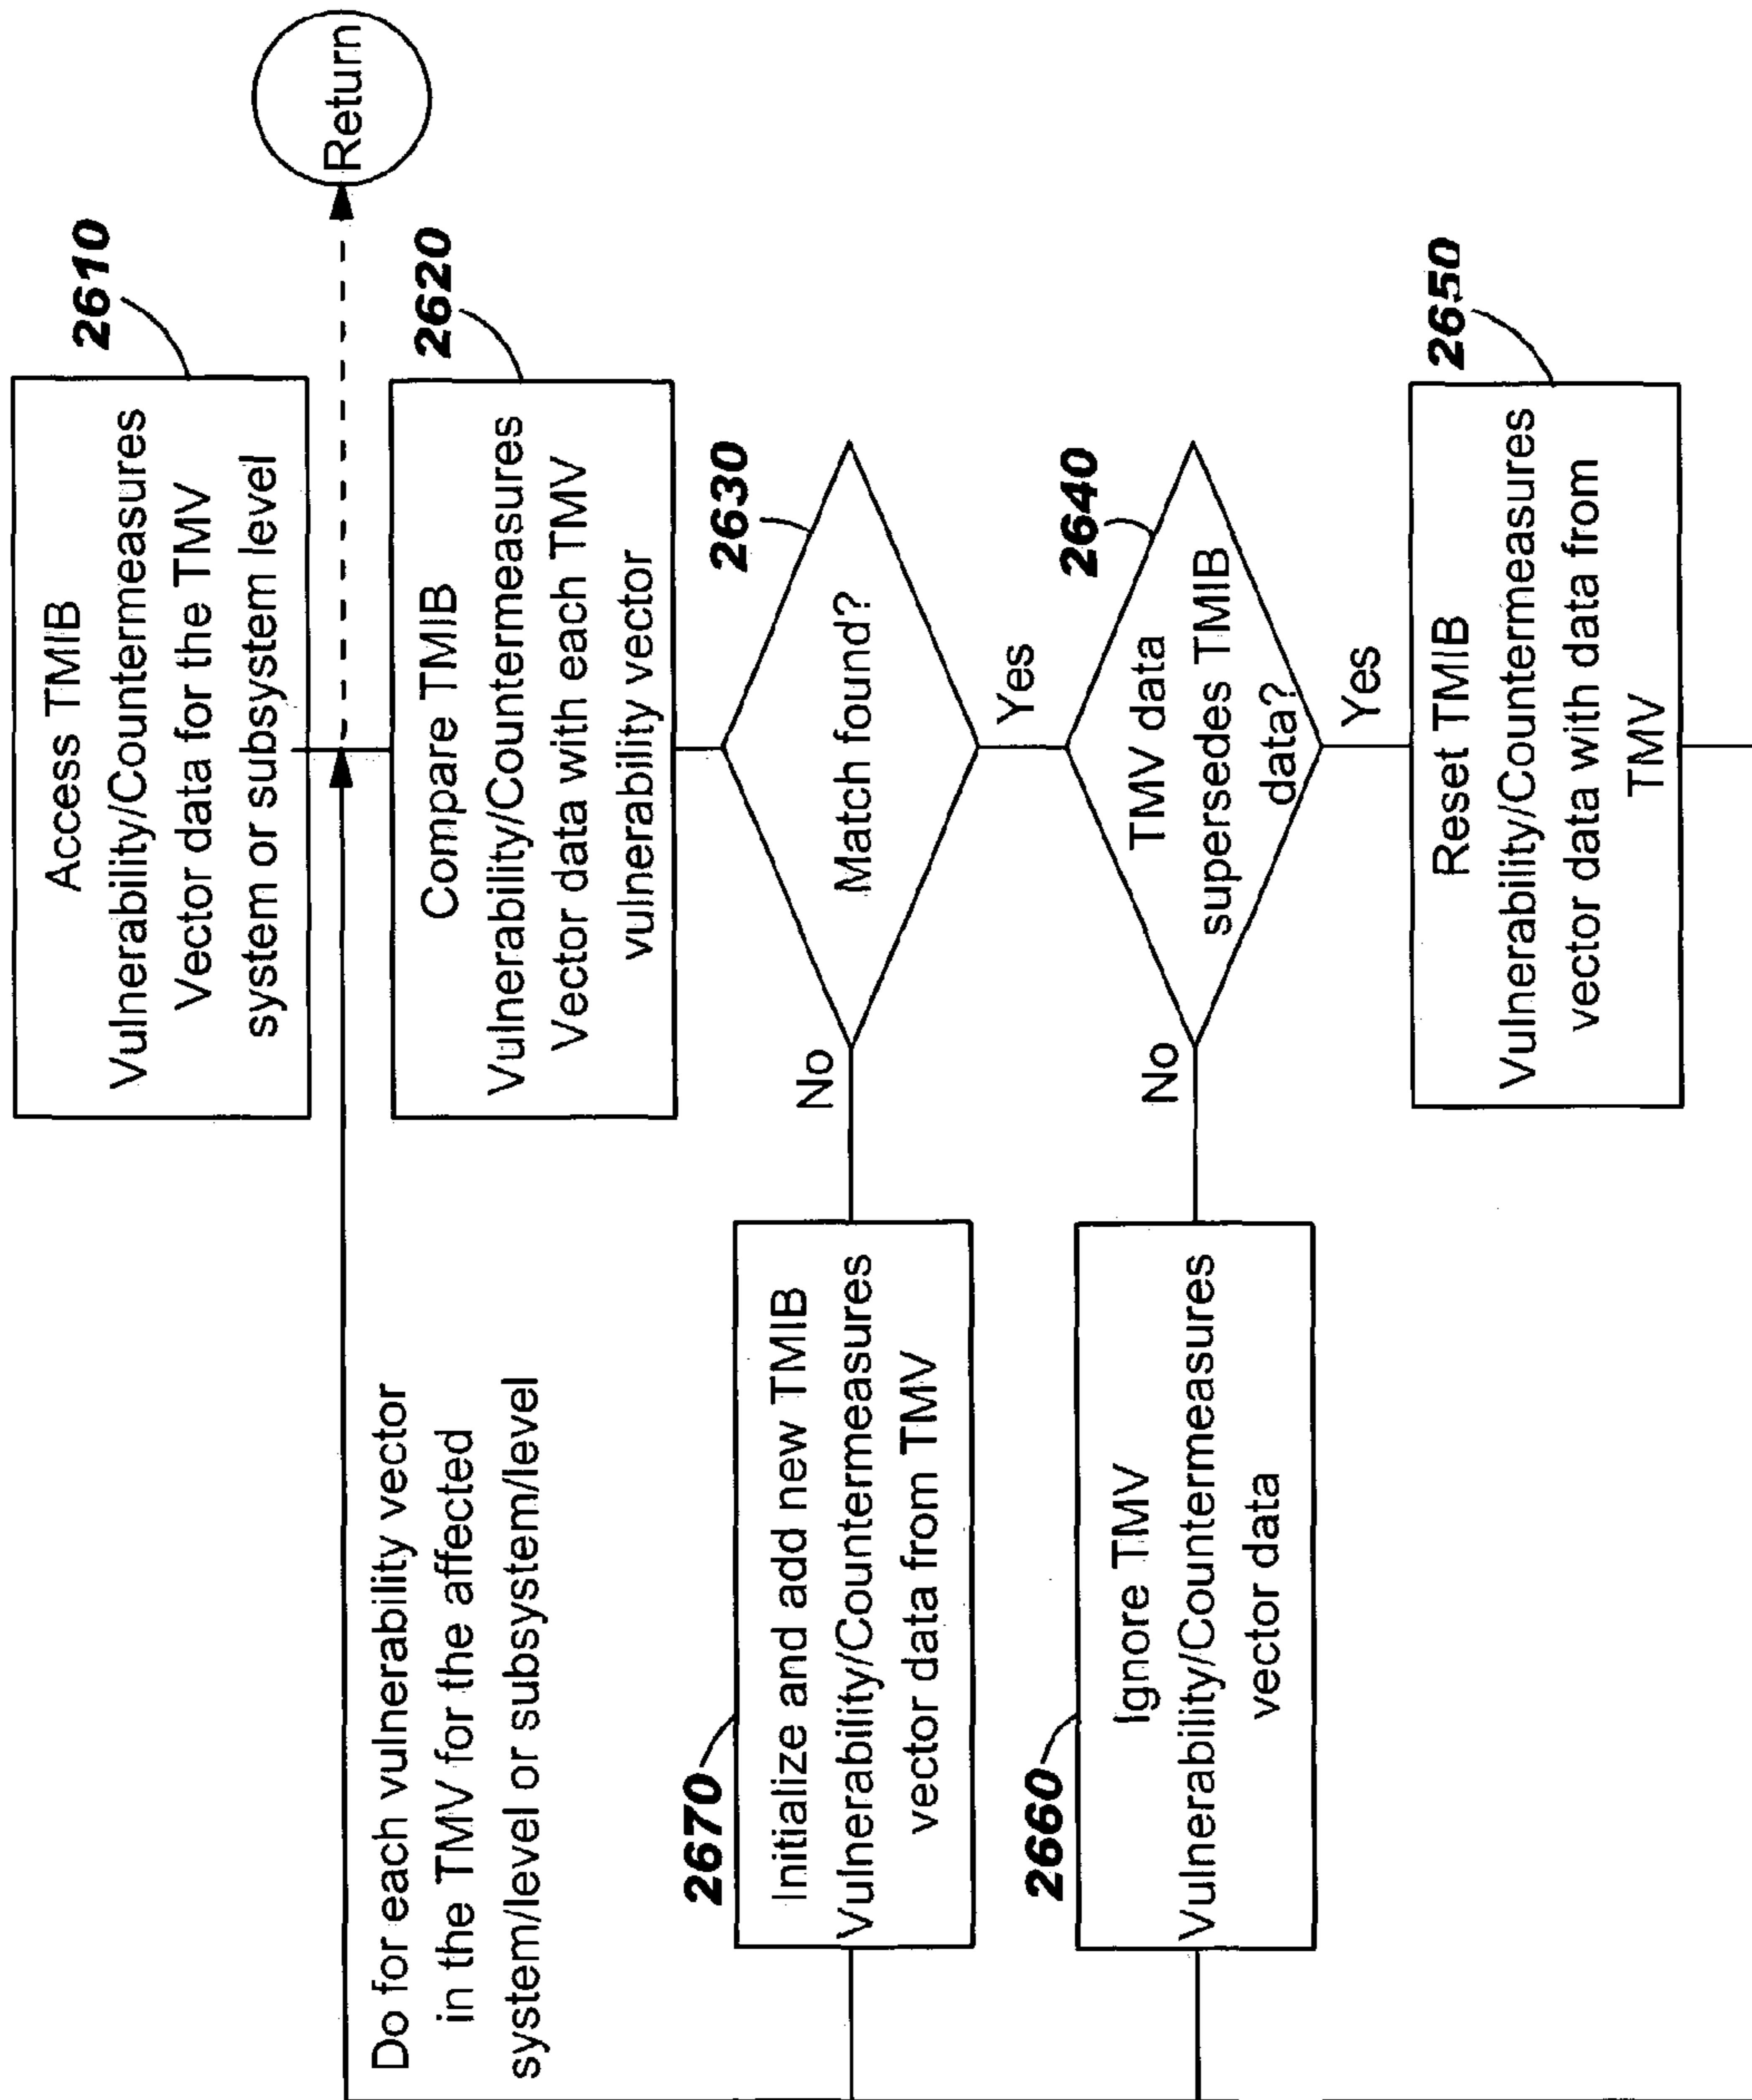 Access TMIB
Vulnerability/Countermeasures
Vector data for the TMV
system or subsystem level
2610
Return
Do for each vulnerability vector
in the TMV for the affected
system/level or subsystem/level
Compare TMIB
Vulnerability/Countermeasures
Vector data with each TMV
vulnerability vector
2620
Match found?
2630
No
Yes
2670
Initialize and add new TMIB
Vulnerability/Countermeasures
vector data from TMV
TMV data
supersedes TMIB
data?
2640
No
Yes
2660
Ignore TMV
Vulnerability/Countermeasures
vector data
Reset TMIB
Vulnerability/Countermeasures
vector data with data from
TMV
2650